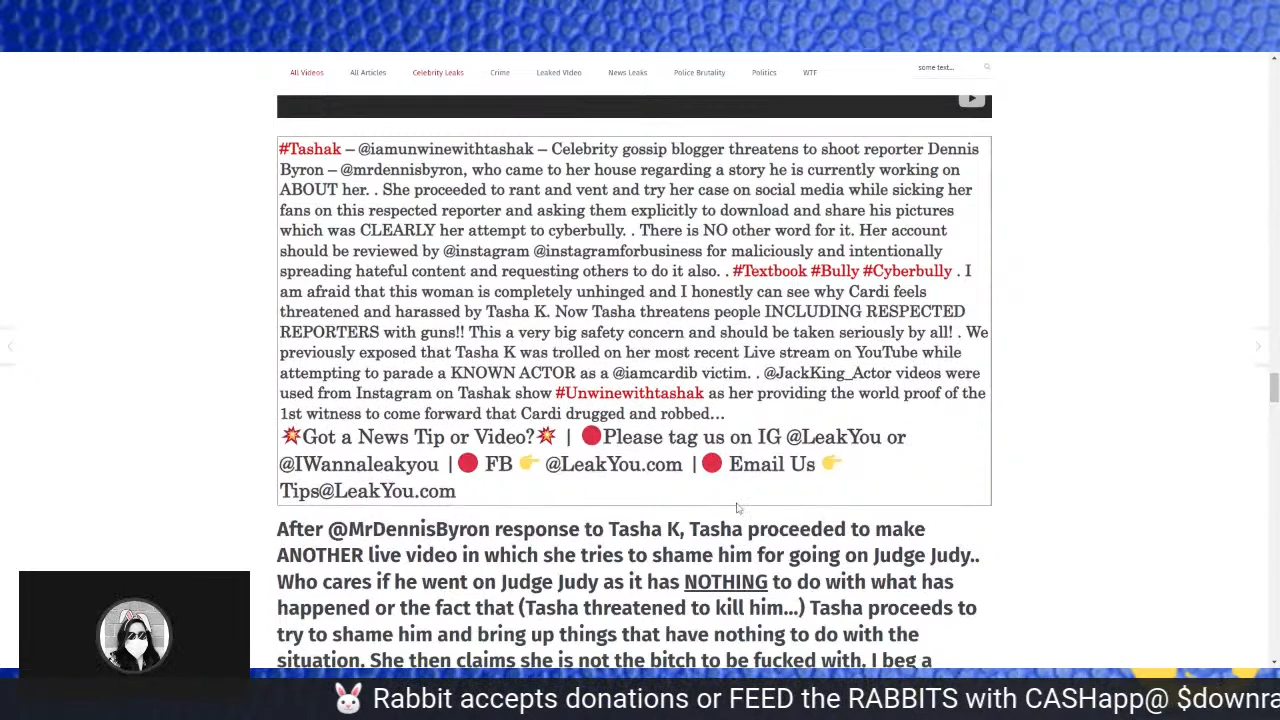 All Videos All Articles Celebrity Leaks Crime Leaked Video News Leaks Police Brutality Politics WTF some text...
#Tashak – @iamunwinewithtashak – Celebrity gossip blogger threatens to shoot reporter Dennis
Byron – @mrdennisbyron, who came to her house regarding a story he is currently working on
ABOUT her. . She proceeded to rant and vent and try her case on social media while sicking her
fans on this respected reporter and asking them explicitly to download and share his pictures
which was CLEARLY her attempt to cyberbully. . There is NO other word for it. Her account
should be reviewed by @instagram @instagramforbusiness for maliciously and intentionally
spreading hateful content and requesting others to do it also. . #Textbook #Bully #Cyberbully . I
am afraid that this woman is completely unhinged and I honestly can see why Cardi feels
threatened and harassed by Tasha K. Now Tasha threatens people INCLUDING RESPECTED
REPORTERS with guns!! This a very big safety concern and should be taken seriously by all! . We
previously exposed that Tasha K was trolled on her most recent Live stream on YouTube while
attempting to parade a KNOWN ACTOR as a @iamcardib victim. . @JackKing_Actor videos were
used from Instagram on Tashak show #Unwinewithtashak as her providing the world proof of the
1st witness to come forward that Cardi drugged and robbed…
💥Got a News Tip or Video?💥 | 🔴Please tag us on IG @LeakYou or
@IWannaleakyou |🔴 FB 👉 @LeakYou.com |🔴 Email Us 👉
Tips@LeakYou.com
After @MrDennisByron response to Tasha K, Tasha proceeded to make
ANOTHER live video in which she tries to shame him for going on Judge Judy..
Who cares if he went on Judge Judy as it has NOTHING to do with what has
happened or the fact that (Tasha threatened to kill him...) Tasha proceeds to
try to shame him and bring up things that have nothing to do with the
situation. She then claims she is not the bitch to be fucked with. I beg a
🐰 Rabbit accepts donations or FEED the RABBITS with CASHapp@ $downra